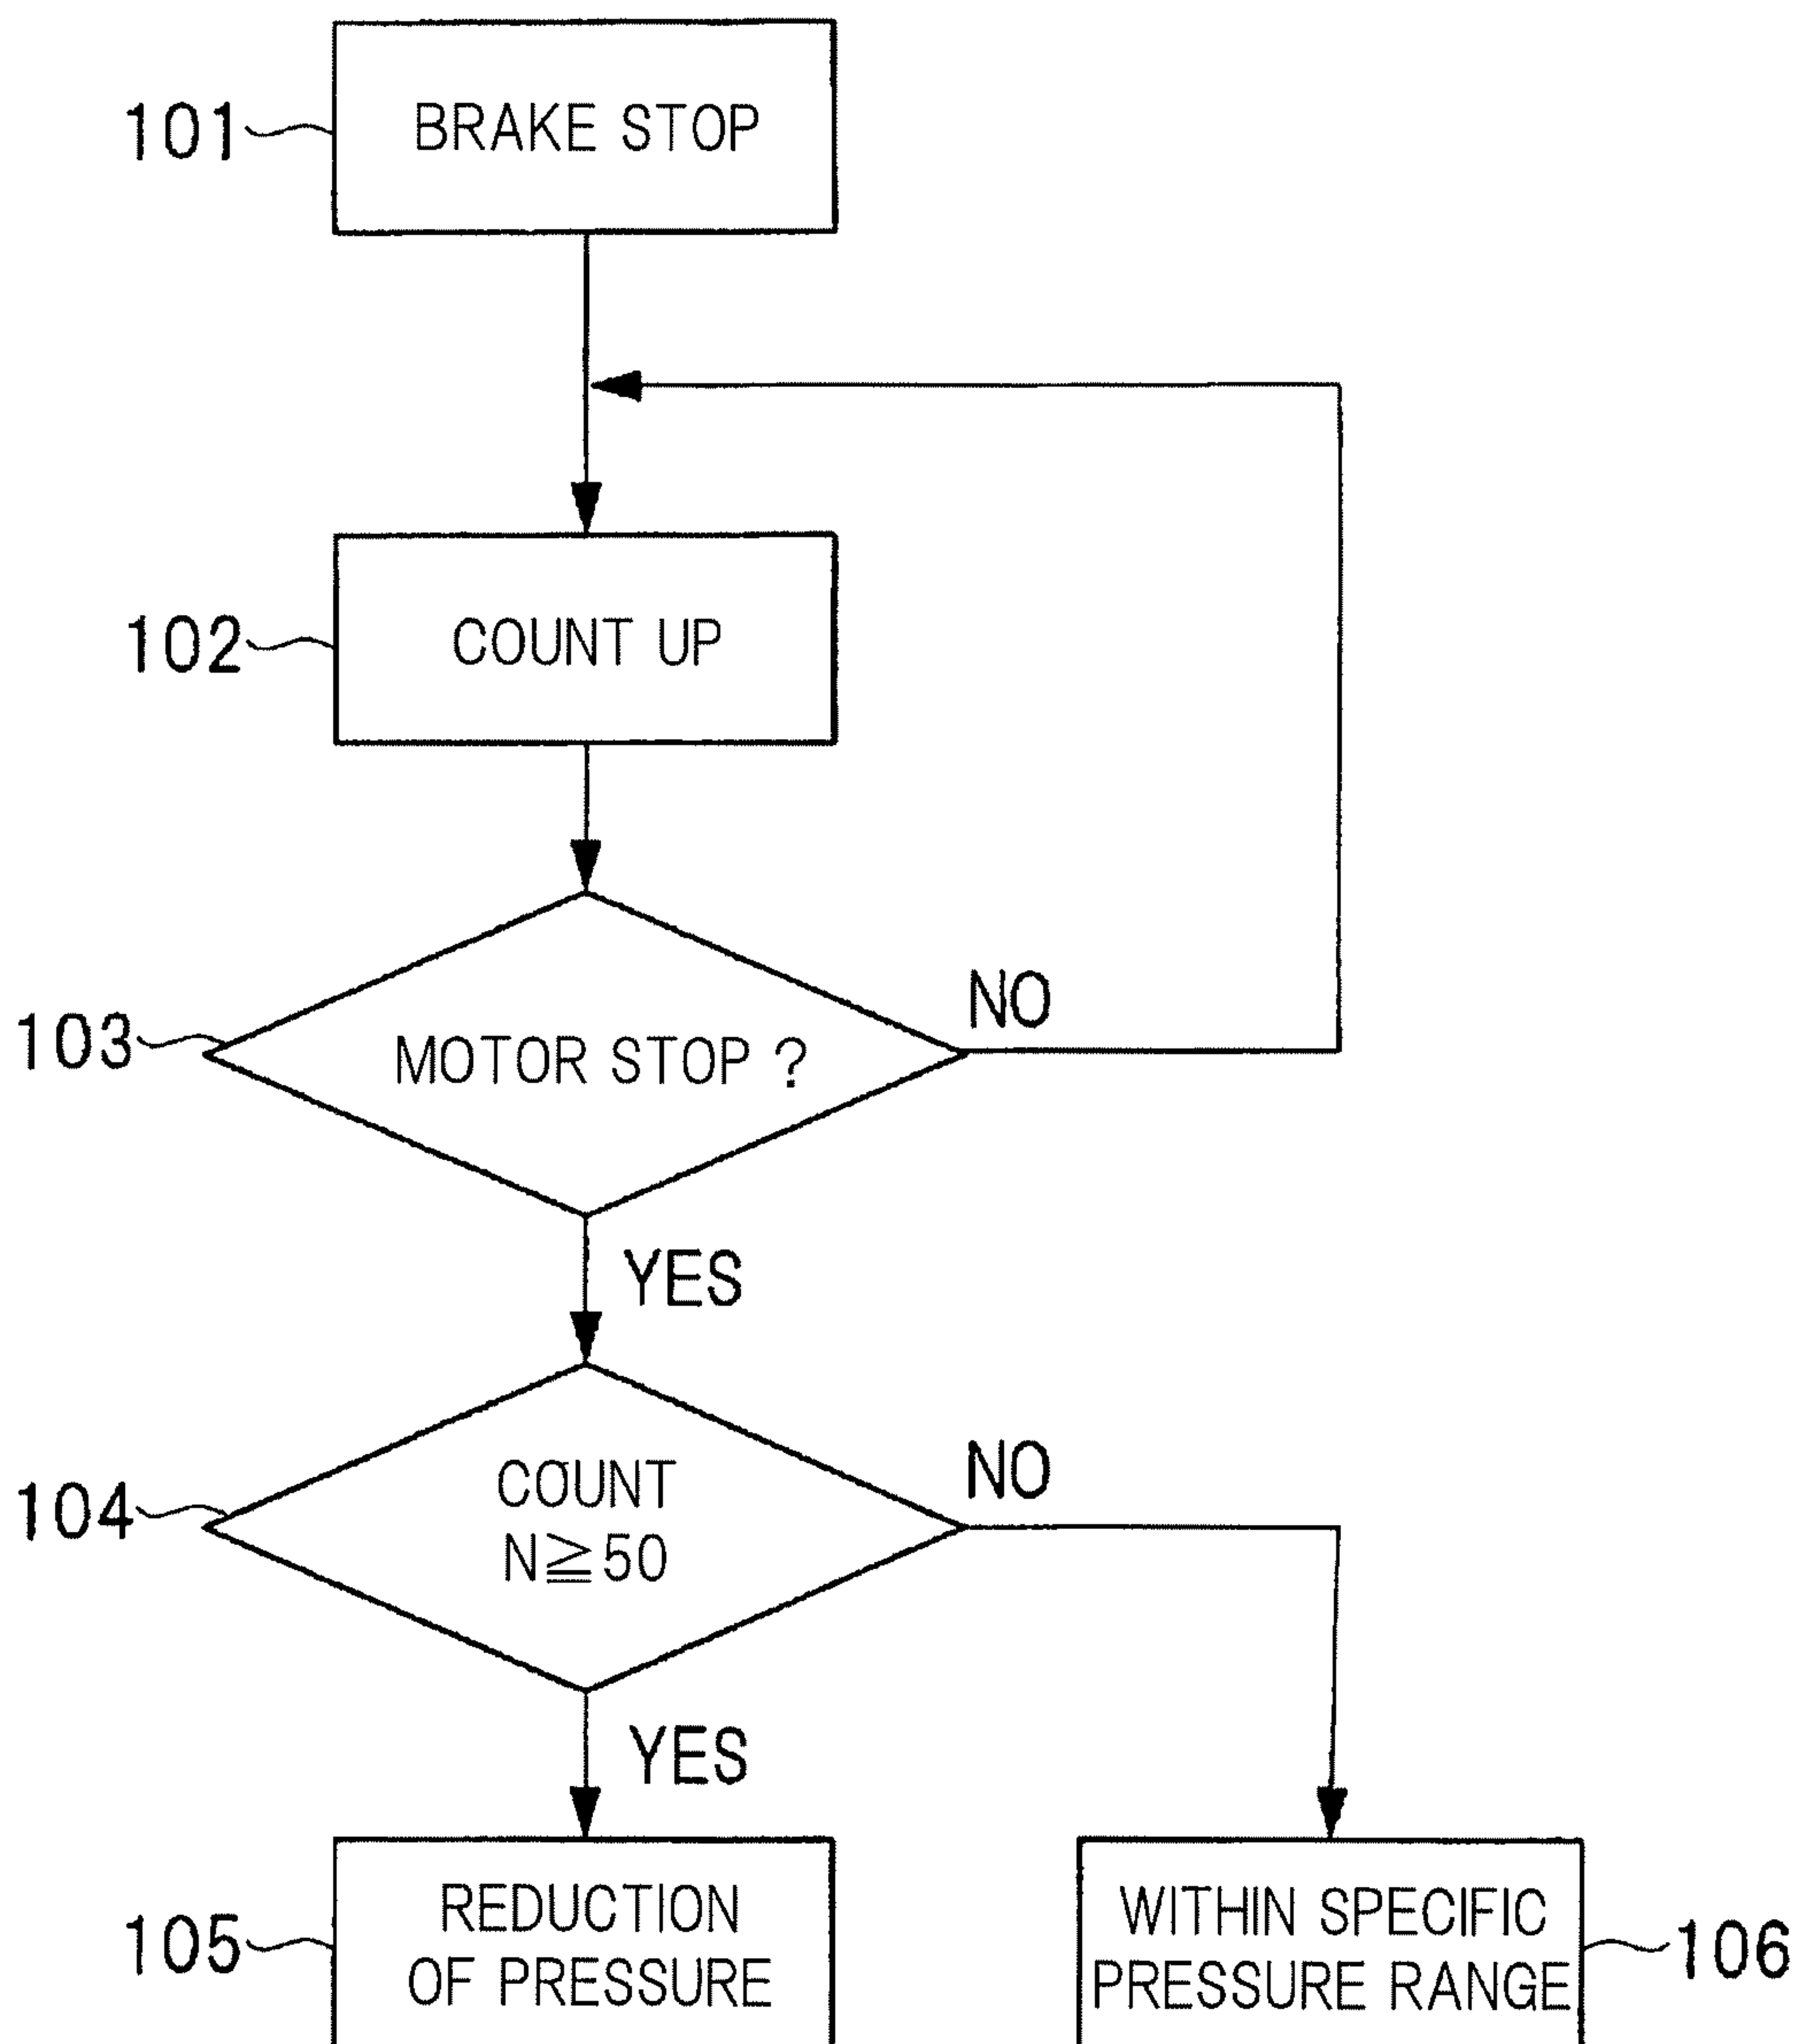 101
BRAKE STOP
102
COUNT UP
103
MOTOR STOP ?
NO
YES
104
COUNT
N≧50
NO
YES
105
REDUCTION
OF PRESSURE
WITHIN SPECIFIC
PRESSURE RANGE
106